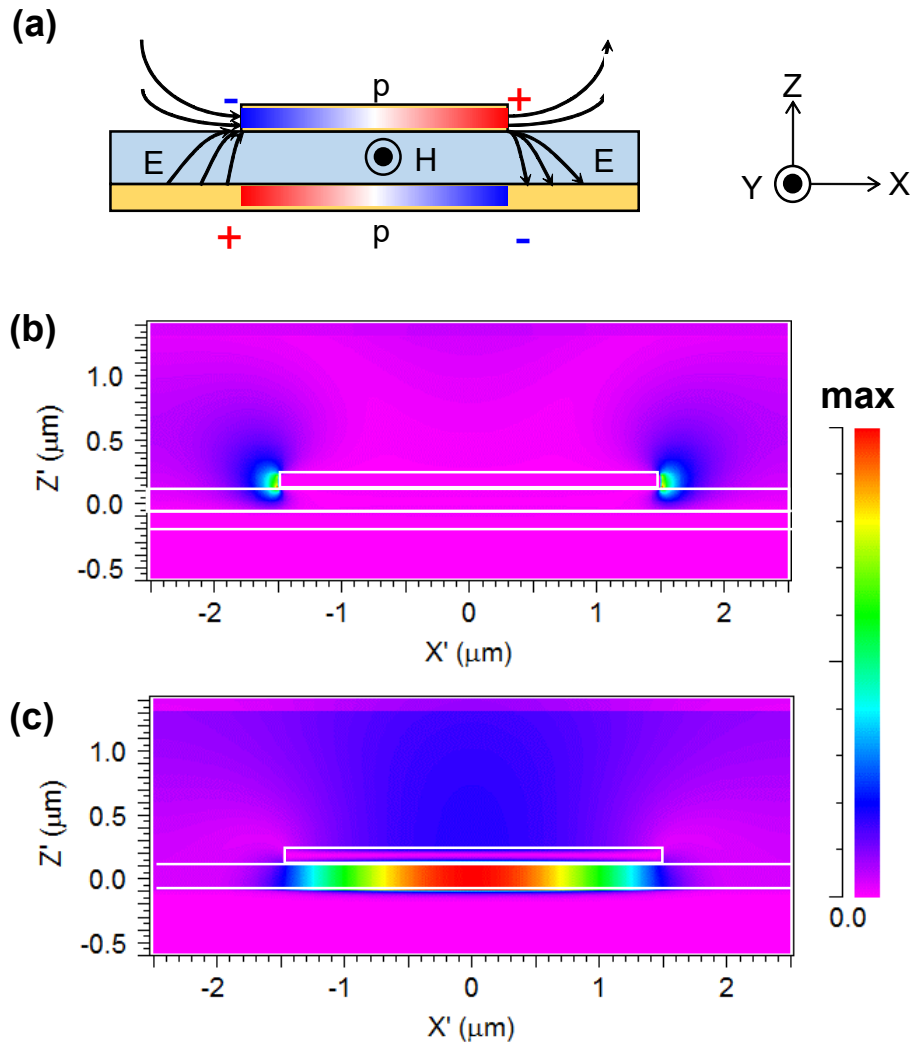 (a)
- p +
E H E
+ p -
Z
Y X
(b)
Z' (μm)
1.0
0.5
0.0
-0.5
-2 -1 0 1 2
X' (μm)
max
0.0
(c)
Z' (μm)
1.0
0.5
0.0
-0.5
-2 -1 0 1 2
X' (μm)